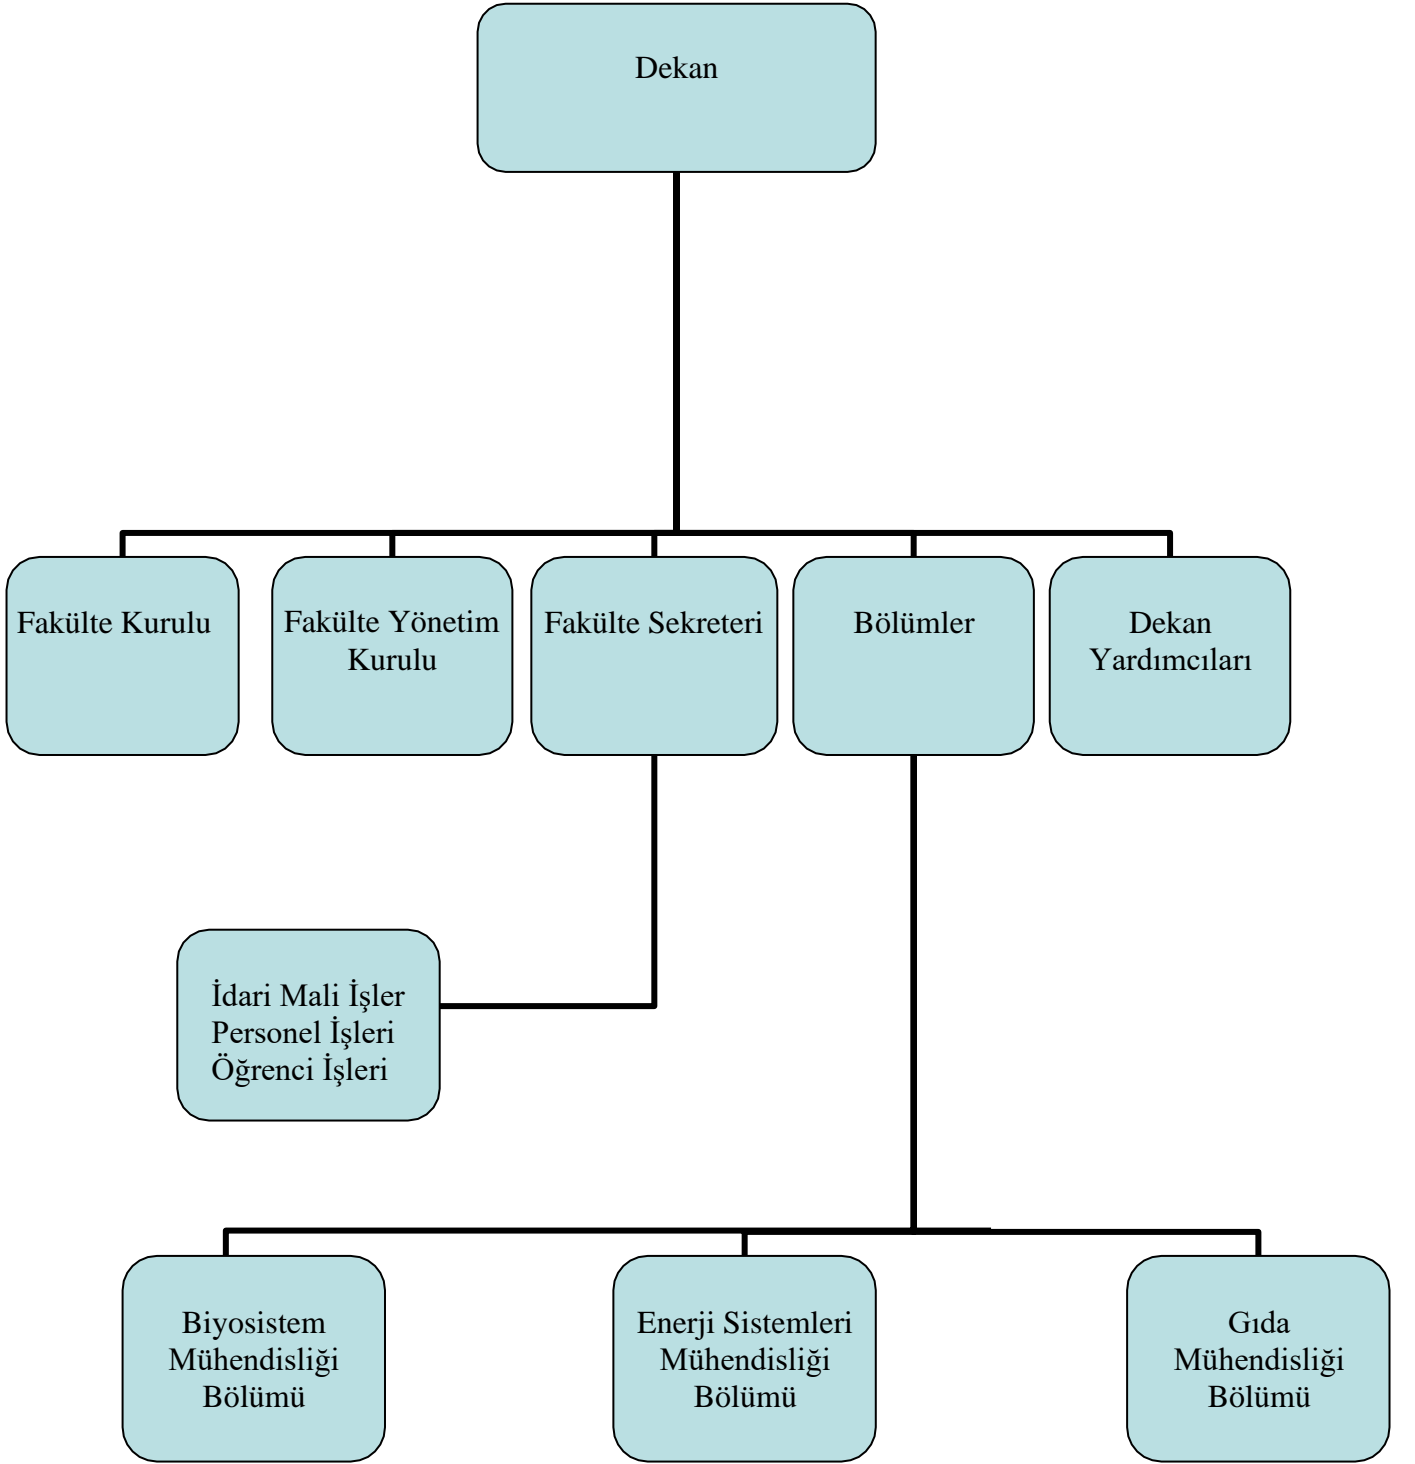 Dekan
Fakülte Kurulu
Fakülte Yönetim
Kurulu
Fakülte Sekreteri
Bölümler
Dekan
Yardımcıları
İdari Mali İşler
Personel İşleri
Öğrenci İşleri
Biyosistem
Mühendisliği
Bölümü
Enerji Sistemleri
Mühendisliği
Bölümü
Gıda
Mühendisliği
Bölümü